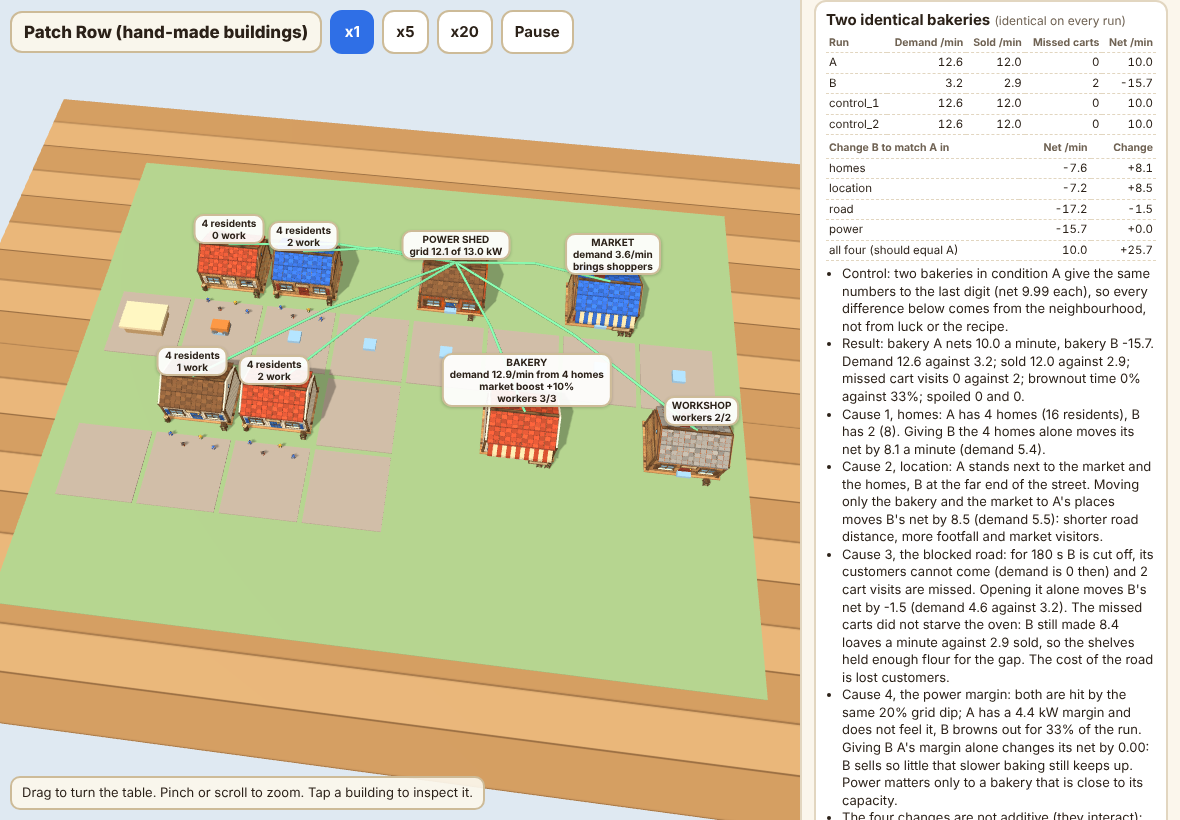 Patch Row (hand-made buildings)
x1
x5
x20
Pause
4 residents
0 work
4 residents
2 work
POWER SHED
grid 12.1 of 13.0 kW
MARKET
demand 3.6/min
brings shoppers
4 residents
1 work
4 residents
2 work
BAKERY
demand 12.9/min from 4 homes
market boost +10%
workers 3/3
WORKSHOP
workers 2/2
Drag to turn the table. Pinch or scroll to zoom. Tap a building to inspect it.
Two identical bakeries (identical on every run)
Run Demand /min Sold /min Missed carts Net /min
A 12.6 12.0 0 10.0
B 3.2 2.9 2 -15.7
control_1 12.6 12.0 0 10.0
control_2 12.6 12.0 0 10.0
Change B to match A in Net /min Change
homes -7.6 +8.1
location -7.2 +8.5
road -17.2 -1.5
power -15.7 +0.0
all four (should equal A) 10.0 +25.7
• Control: two bakeries in condition A give the same
numbers to the last digit (net 9.99 each), so every
difference below comes from the neighbourhood,
not from luck or the recipe.
• Result: bakery A nets 10.0 a minute, bakery B -15.7.
Demand 12.6 against 3.2; sold 12.0 against 2.9;
missed cart visits 0 against 2; brownout time 0%
against 33%; spoiled 0 and 0.
• Cause 1, homes: A has 4 homes (16 residents), B
has 2 (8). Giving B the 4 homes alone moves its
net by 8.1 a minute (demand 5.4).
• Cause 2, location: A stands next to the market and
the homes, B at the far end of the street. Moving
only the bakery and the market to A's places
moves B's net by 8.5 (demand 5.5): shorter road
distance, more footfall and market visitors.
• Cause 3, the blocked road: for 180 s B is cut off, its
customers cannot come (demand is 0 then) and 2
cart visits are missed. Opening it alone moves B's
net by -1.5 (demand 4.6 against 3.2). The missed
carts did not starve the oven: B still made 8.4
loaves a minute against 2.9 sold, so the shelves
held enough flour for the gap. The cost of the road
is lost customers.
• Cause 4, the power margin: both are hit by the
same 20% grid dip; A has a 4.4 kW margin and
does not feel it, B browns out for 33% of the run.
Giving B A's margin alone changes its net by 0.00:
B sells so little that slower baking still keeps up.
Power matters only to a bakery that is close to its
capacity.
• The four changes are not additive (they interact):